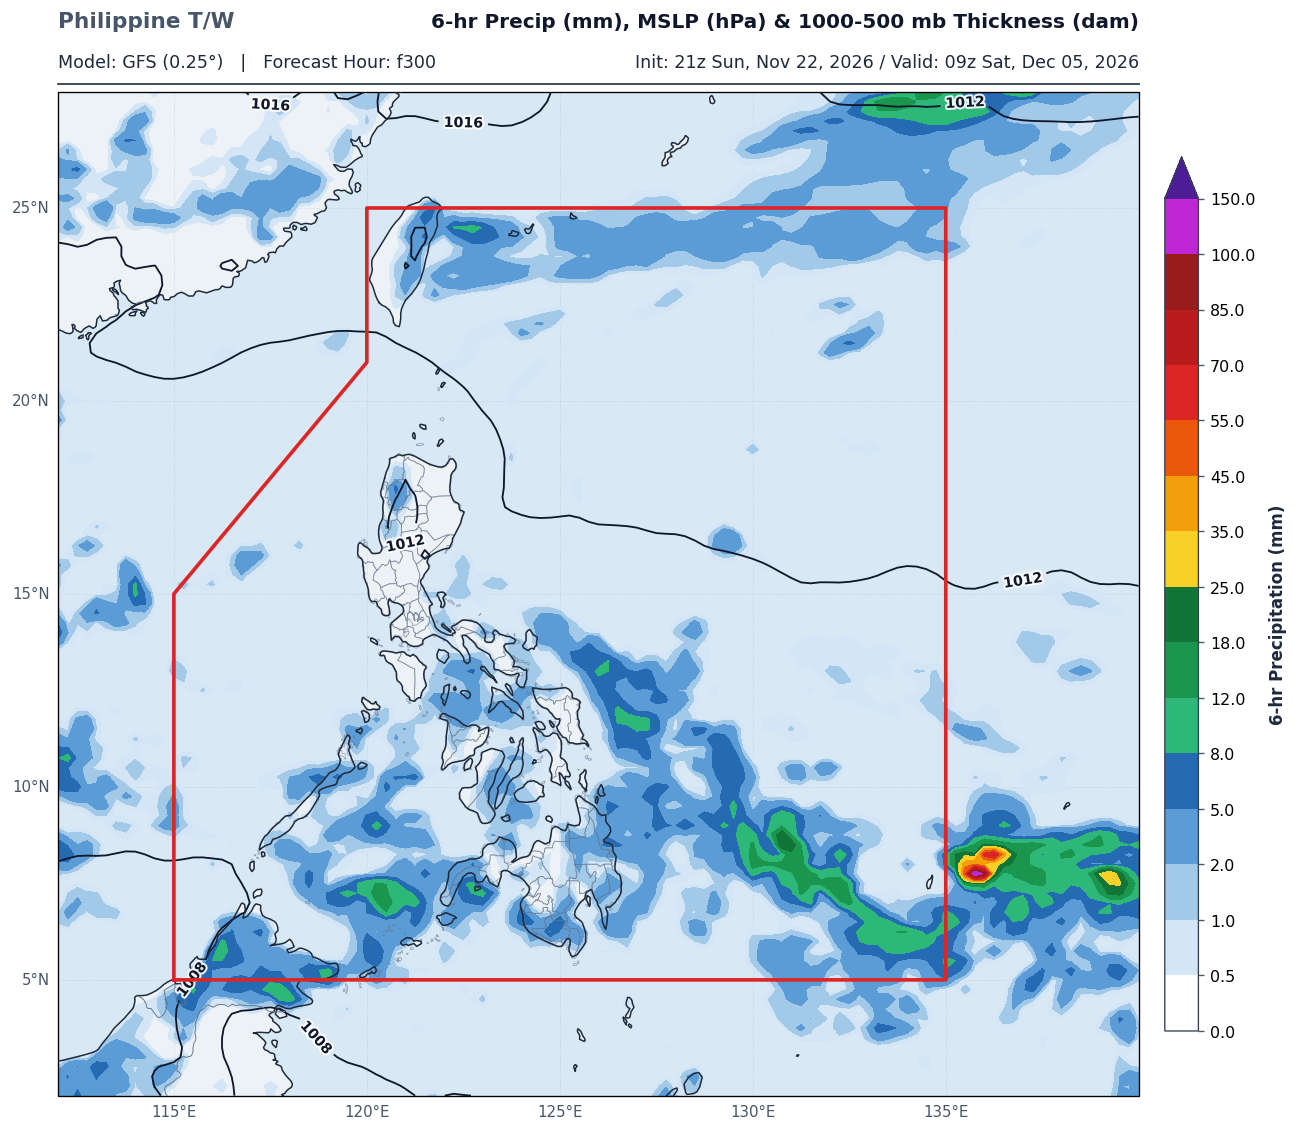 Philippine T/W
6-hr Precip (mm), MSLP (hPa) & 1000-500 mb Thickness (dam)
Model: GFS (0.25°) | Forecast Hour: f300
Init: 21z Sun, Nov 22, 2026 / Valid: 09z Sat, Dec 05, 2026
1016
1016
1012
25°N
20°N
15°N
10°N
5°N
1012
1012
1008
1008
115°E
120°E
125°E
130°E
135°E
150.0
100.0
85.0
70.0
55.0
45.0
35.0
25.0
18.0
12.0
8.0
5.0
2.0
1.0
0.5
0.0
6-hr Precipitation (mm)